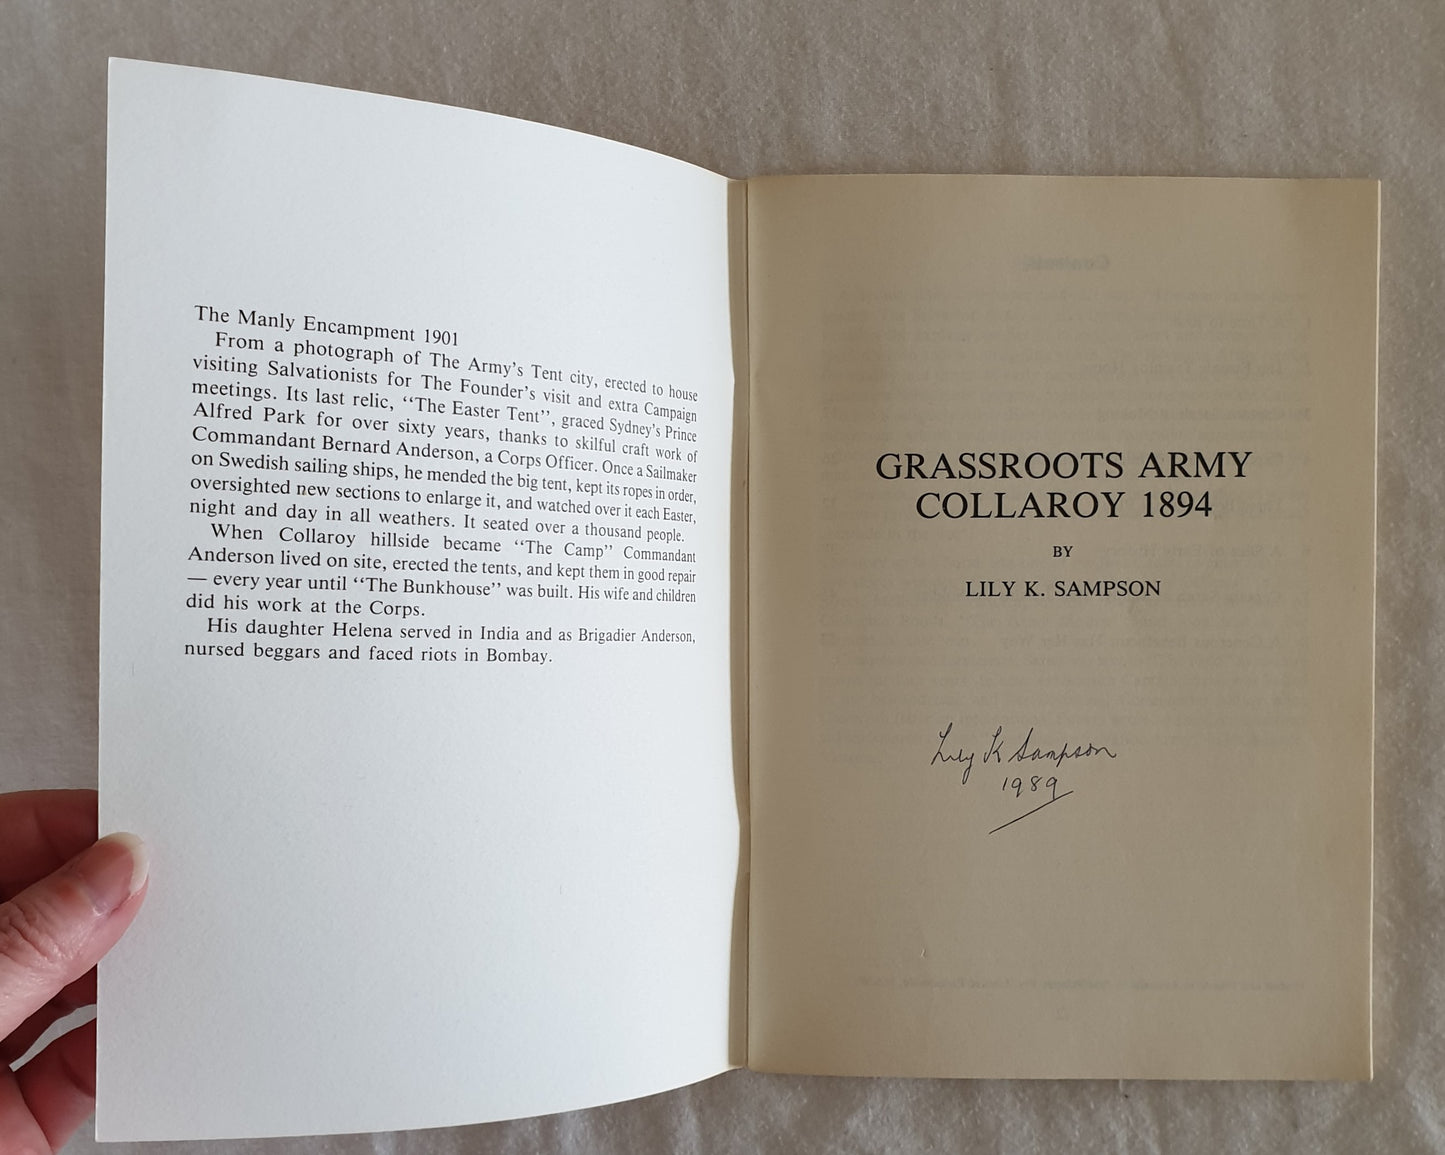 The Manly Encampment 1901
From a photograph of The Army's Tent city, erected to house
visiting Salvationists for The Founder's visit and extra Campaign
meetings. Its last relic, “The Easter Tent”, graced Sydney's Prince
Alfred Park for over sixty years, thanks to skilful craft work of
Commandant Bernard Anderson, a Corps Officer. Once a Sailmaker
on Swedish sailing ships, he mended the big tent, kept its ropes in order,
oversighted new sections to enlarge it, and watched over it each Easter,
night and day in all weathers. It seated over a thousand people.
When Collaroy hillside became “The Camp” Commandant
Anderson lived on site, erected the tents, and kept them in good repair
— every year until “The Bunkhouse” was built. His wife and children
did his work at the Corps.
His daughter Helena served in India and as Brigadier Anderson,
nursed beggars and faced riots in Bombay.
GRASSROOTS ARMY
COLLAROY 1894
BY
LILY K. SAMPSON
Lily K Sampson
1989